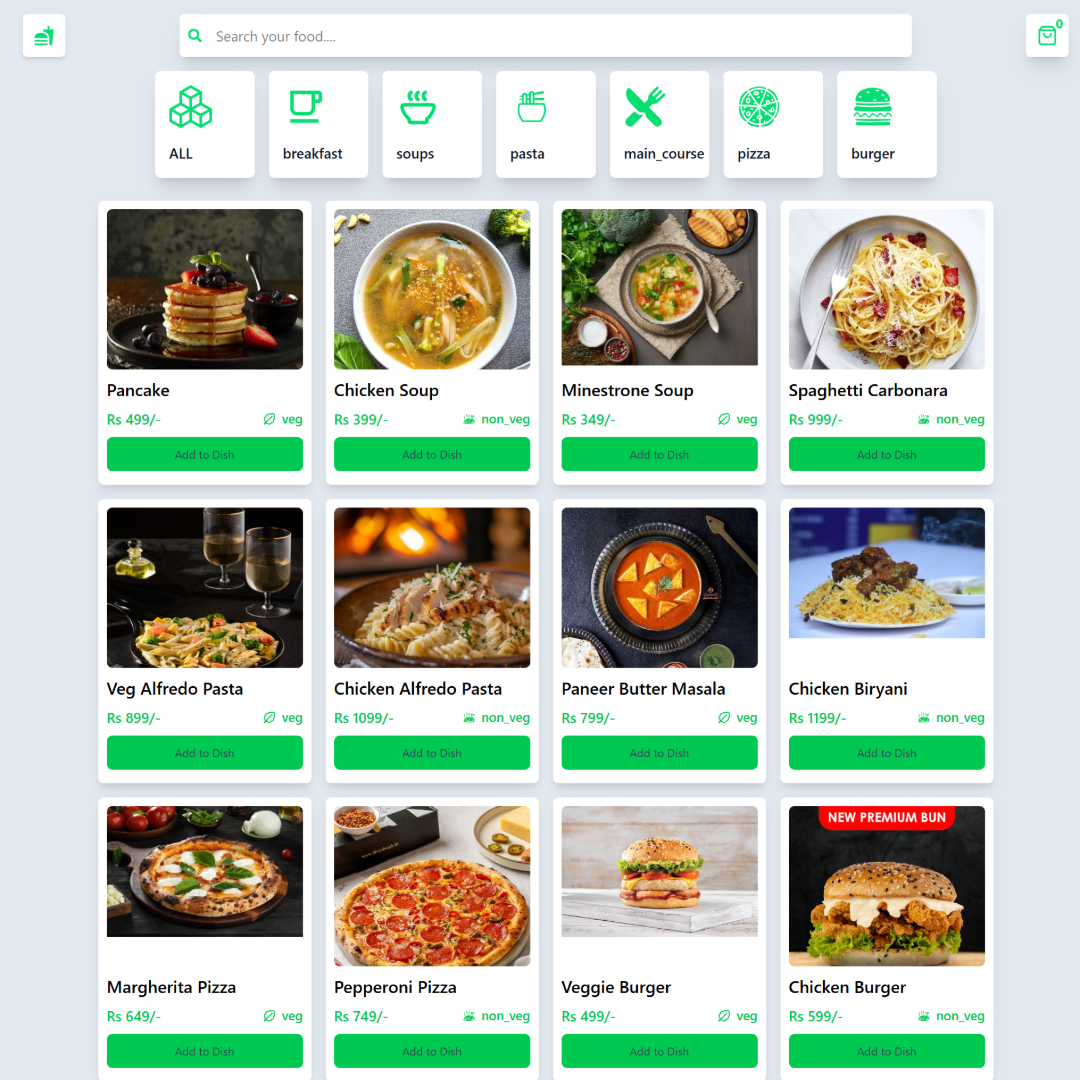 Search your food....
0
ALL
breakfast
soups
pasta
main_course
pizza
burger
Pancake
Rs 499/-
veg
Add to Dish
Chicken Soup
Rs 399/-
non_veg
Add to Dish
Minestrone Soup
Rs 349/-
veg
Add to Dish
Spaghetti Carbonara
Rs 999/-
non_veg
Add to Dish
Veg Alfredo Pasta
Rs 899/-
veg
Add to Dish
Chicken Alfredo Pasta
Rs 1099/-
non_veg
Add to Dish
Paneer Butter Masala
Rs 799/-
veg
Add to Dish
Chicken Biryani
Rs 1199/-
non_veg
Add to Dish
Margherita Pizza
Rs 649/-
veg
Add to Dish
Pepperoni Pizza
Rs 749/-
non_veg
Add to Dish
Veggie Burger
Rs 499/-
veg
Add to Dish
NEW PREMIUM BUN
Chicken Burger
Rs 599/-
non_veg
Add to Dish